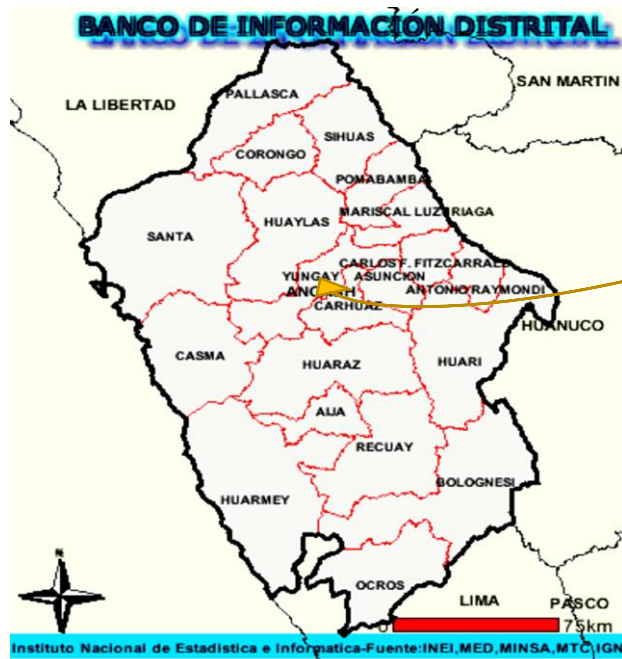 BANCO DE INFORMACIÓN DISTRITAL
SAN MARTIN
PALLASCA
LA LIBERTAD
SIHUAS
CORONGO
POMABAMBA
MARISCAL LUZURIAGA
HUAYLAS
SANTA
CARLOS F. FITZCARRALD
YUNGAY
ASUNCION
ANCASH
ANTONIO RAYMONDI
CARHUAZ
HUANUCO
CASMA
HUARAZ
HUARI
AIJA
RECUAY
BOLOGNESI
HUARMEY
N
OCROS
LIMA
PASCO
0
75km
Instituto Nacional de Estadistica e Informatica-Fuente:INEI,MED,MINSA,MTC,IGN